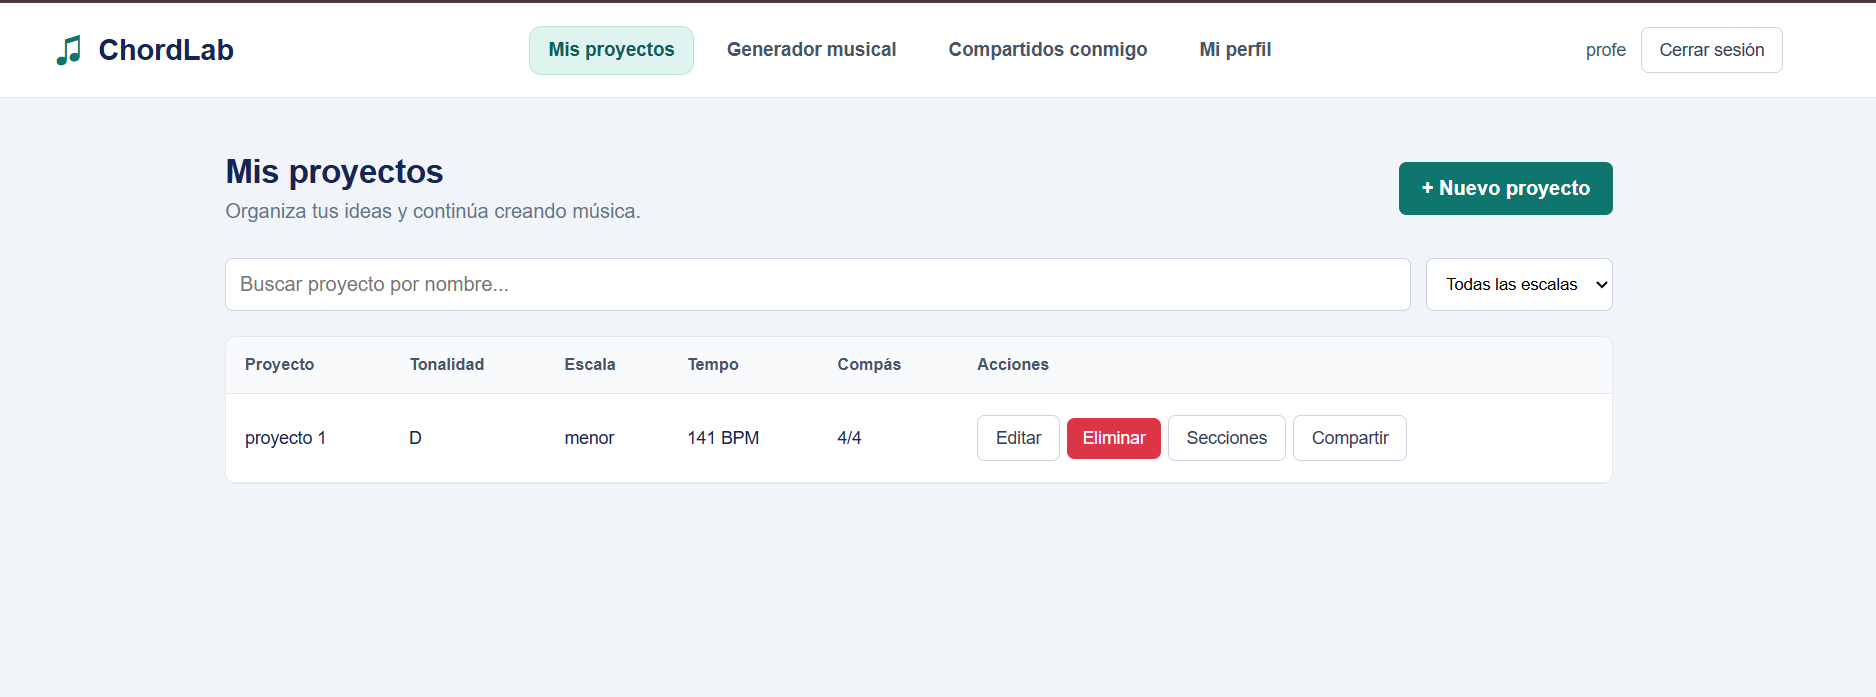 ChordLab
Mis proyectos
Generador musical
Compartidos conmigo
Mi perfil
profe
Cerrar sesión
Mis proyectos
Organiza tus ideas y continúa creando música.
+ Nuevo proyecto
Buscar proyecto por nombre...
Todas las escalas
Proyecto Tonalidad Escala Tempo Compás Acciones
proyecto 1 D menor 141 BPM 4/4 Editar Eliminar Secciones Compartir